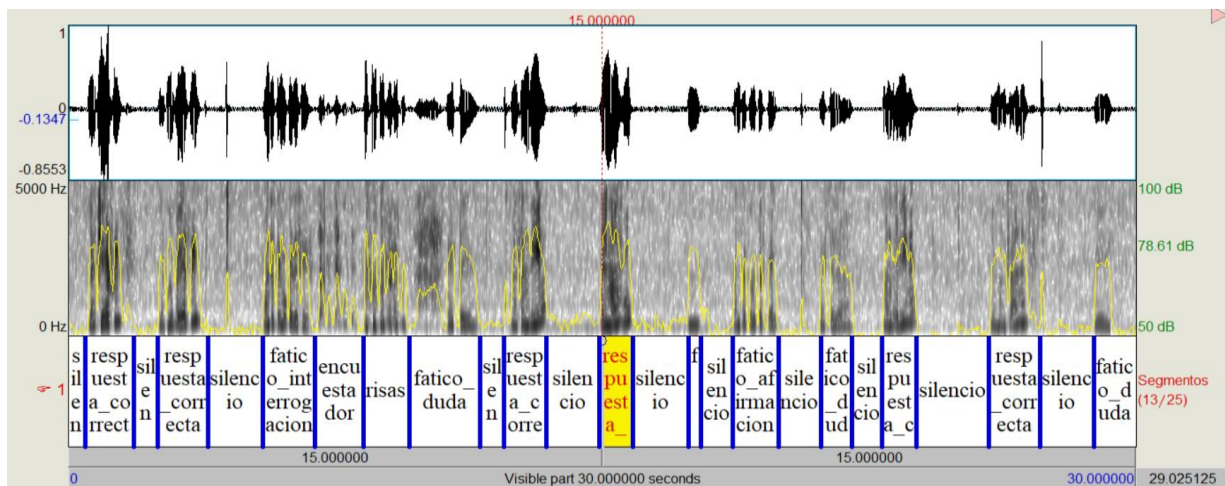 15.000000
1
0
-0.1347
-0.8553
5000 Hz
0 Hz
100 dB
78.61 dB
50 dB
1
s
il
e
n
resp
uest
a_co
rrect
sil
e
n
resp
uesta
_corr
ecta
silenc
io
fatic
o_int
errog
acion
encu
estad
or
risas
fatico_
duda
sil
e
n
resp
uest
a_co
rre
silen
cio
res
pu
est
a_
silenc
io
f
sil
en
cio
fatic
o_af
irma
cion
sile
ncio
fat
ico
_d
ud
sil
en
cio
res
pu
est
a_c
silencio
resp
uesta
_corr
ecta
silenc
io
fatic
o_d
uda
Segmentos
(13/25)
15.000000
15.000000
0
Visible part 30.000000 seconds
30.000000
29.025125